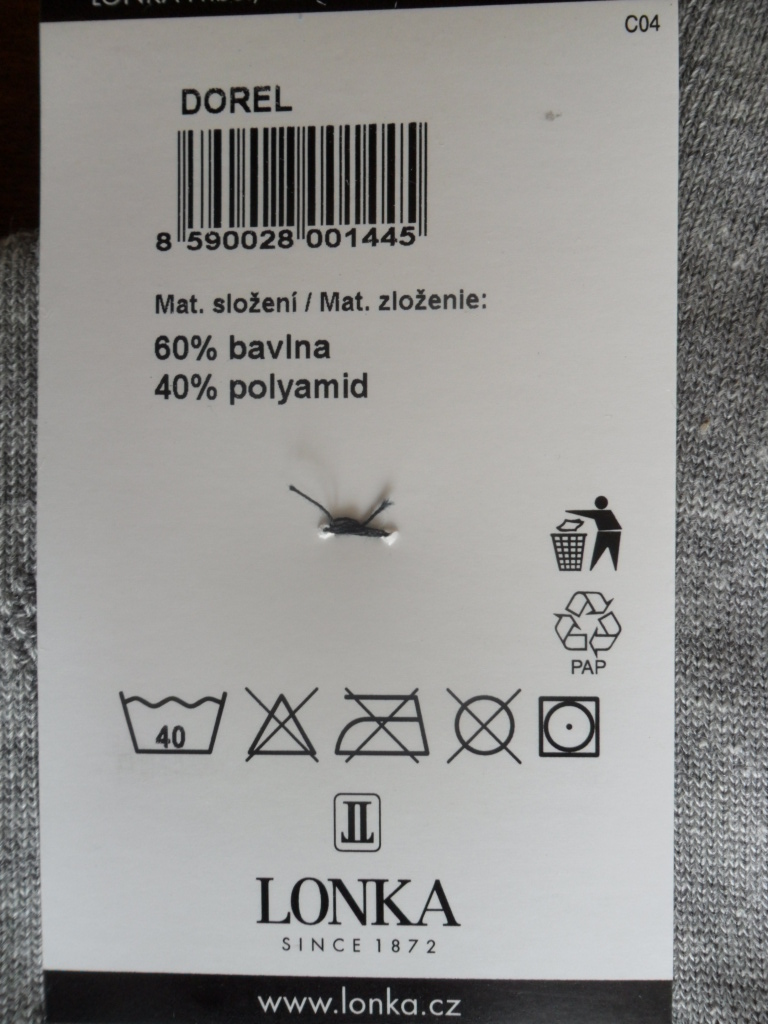 C04
DOREL
8 590028 001445
Mat. složení / Mat. zloženie:
60% bavlna
40% polyamid
PAP
40
LONKA
SINCE 1872
www.lonka.cz